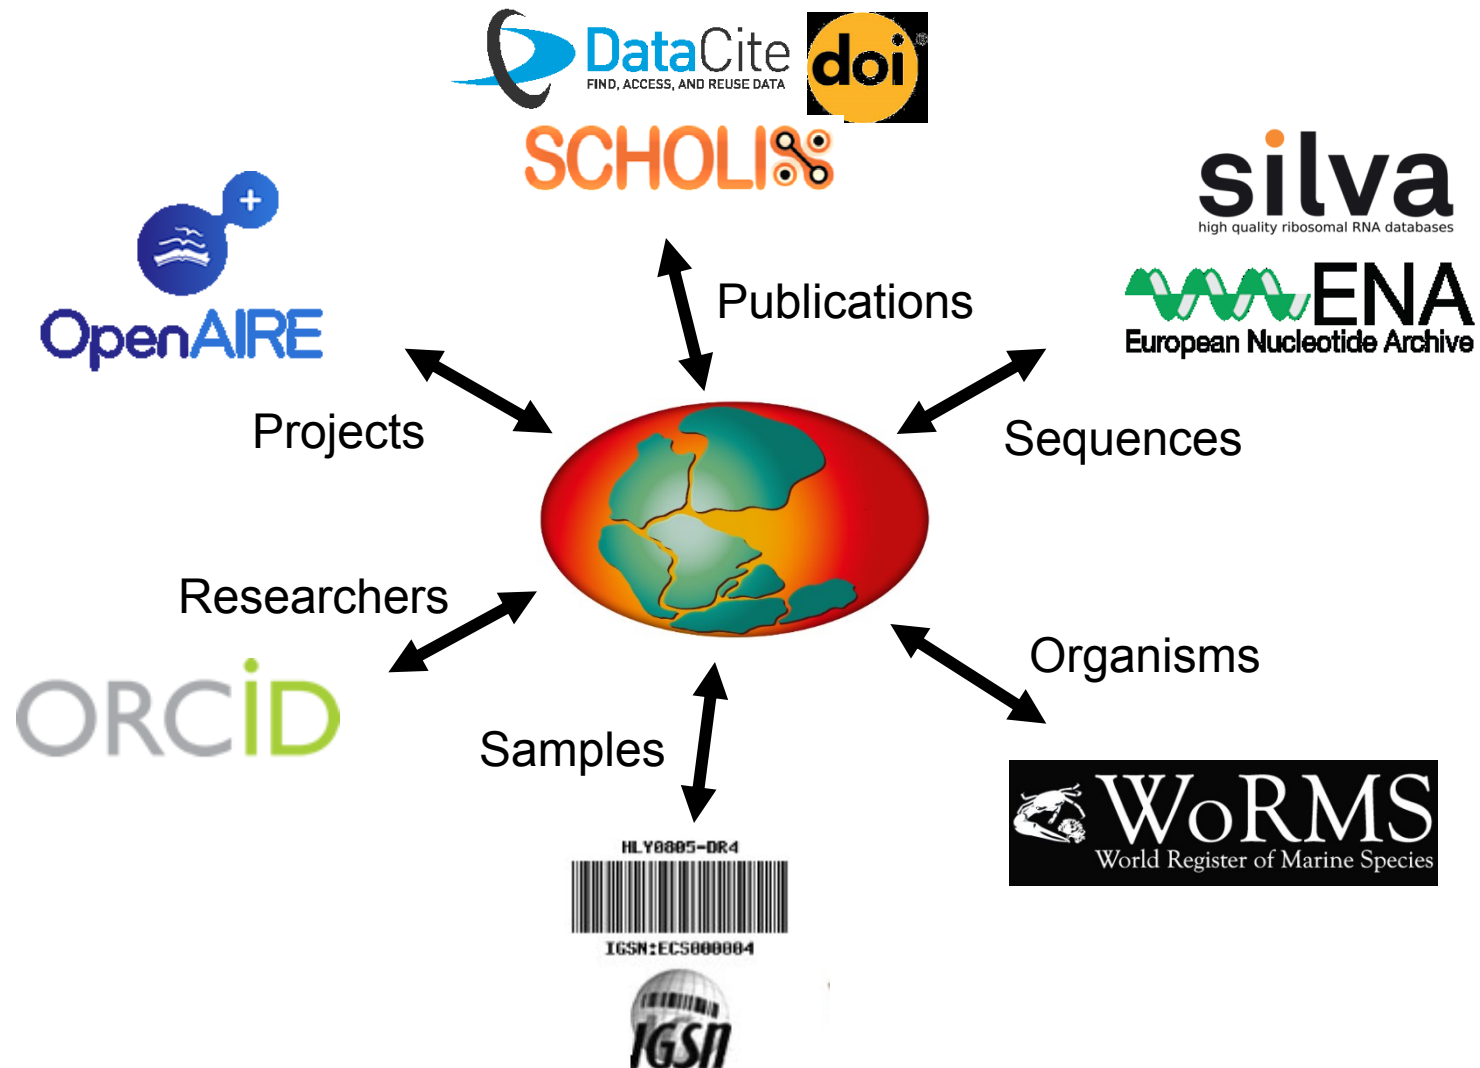 DataCite
FIND, ACCESS, AND REUSE DATA
doi®
SCHOLIX
silva
high quality ribosomal RNA databases
ENA
European Nucleotide Archive
OpenAIRE
Publications
Projects
Sequences
Researchers
ORCiD
Organisms
Samples
WoRMS
World Register of Marine Species
HLY0805-DR4
IGSN:ECS000004
IGSN